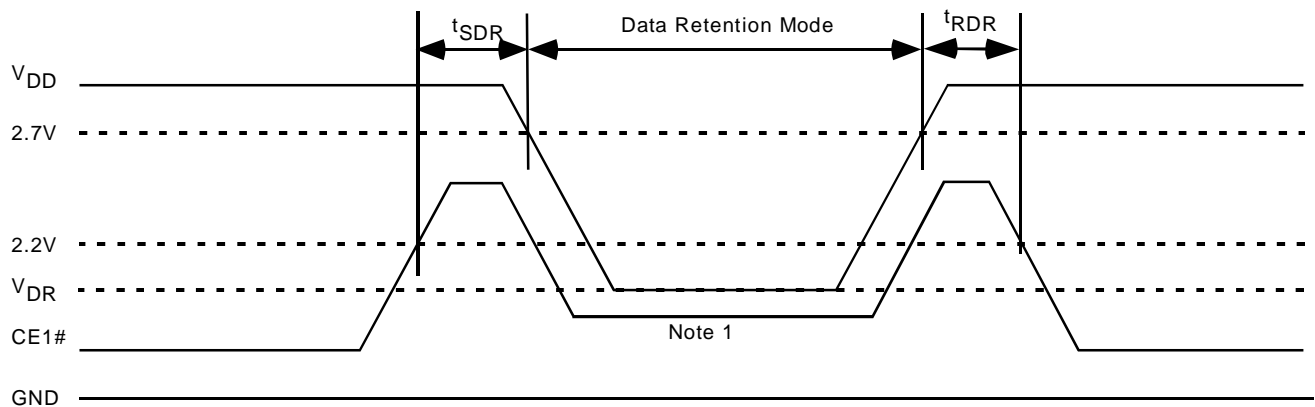 tSDR
Data Retention Mode
tRDR
VDD
2.7V
2.2V
VDR
CE1#
Note 1
GND